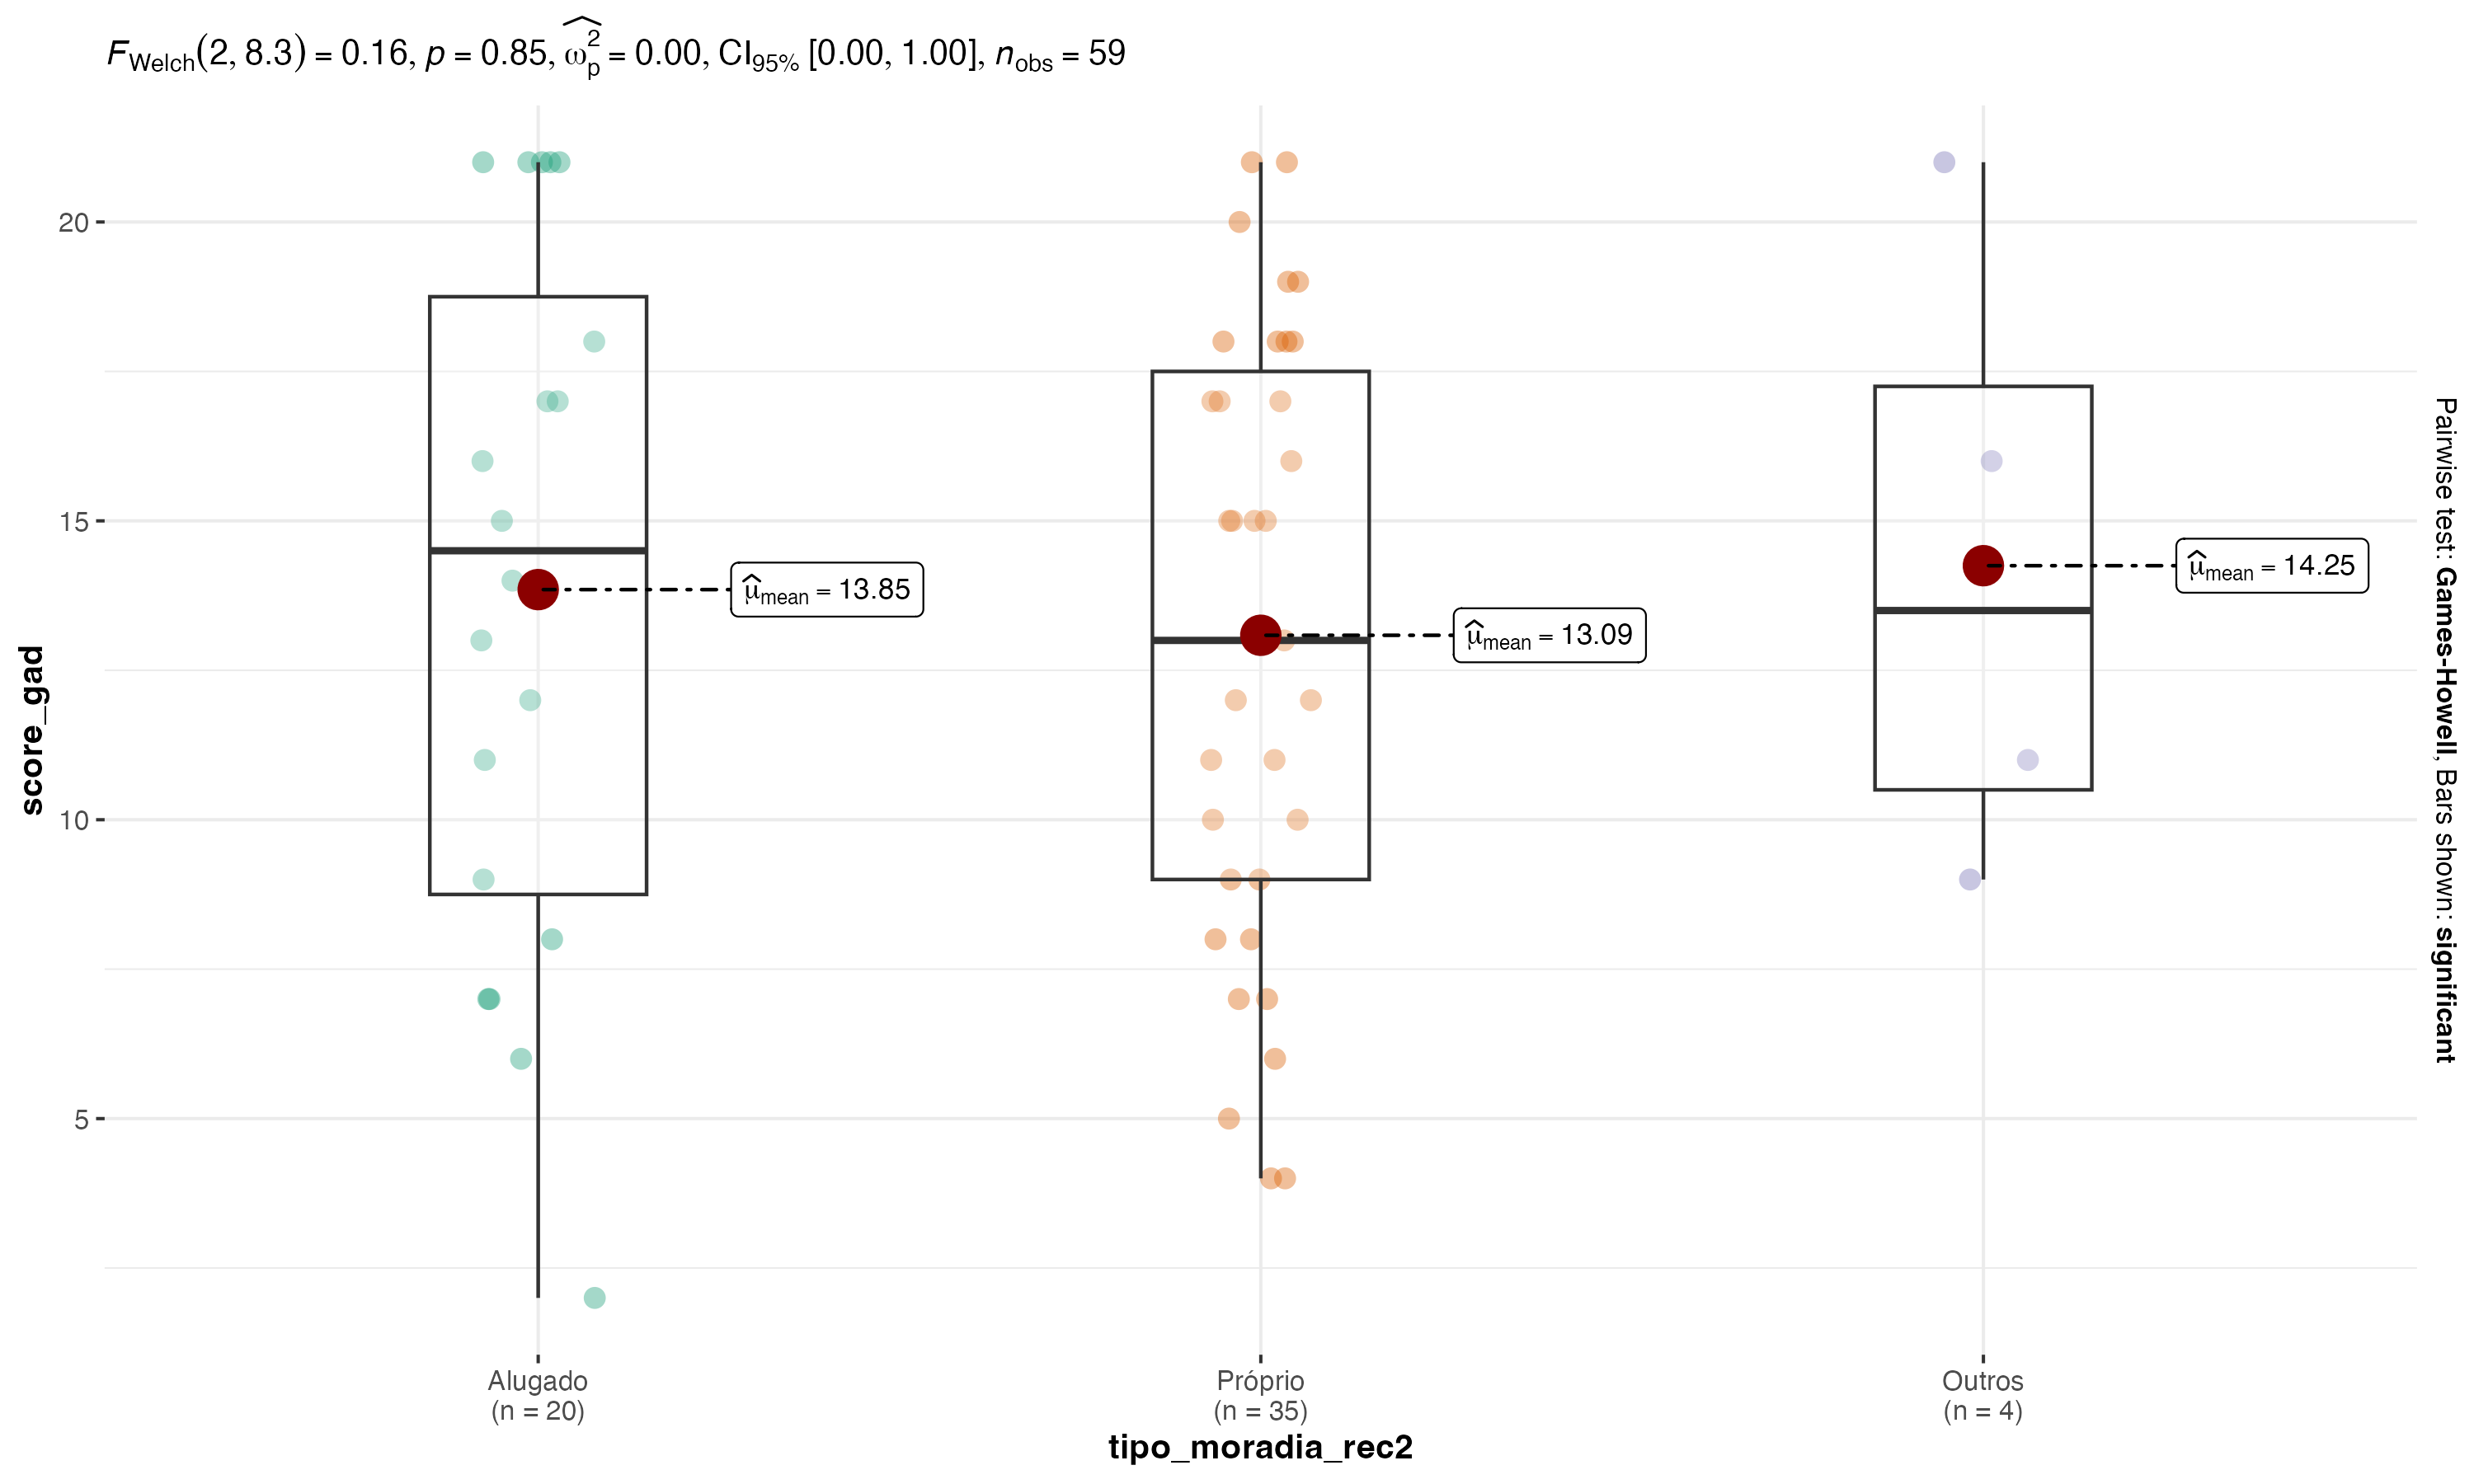 F_Welch(2, 8.3) = 0.16, p = 0.85, ω̂²_p = 0.00, CI_95% [0.00, 1.00], n_obs = 59
score_gad
20
15
10
5
μ̂_mean = 13.85
μ̂_mean = 13.09
μ̂_mean = 14.25
Pairwise test: Games-Howell, Bars shown: significant
Alugado
(n = 20)
Próprio
(n = 35)
Outros
(n = 4)
tipo_moradia_rec2